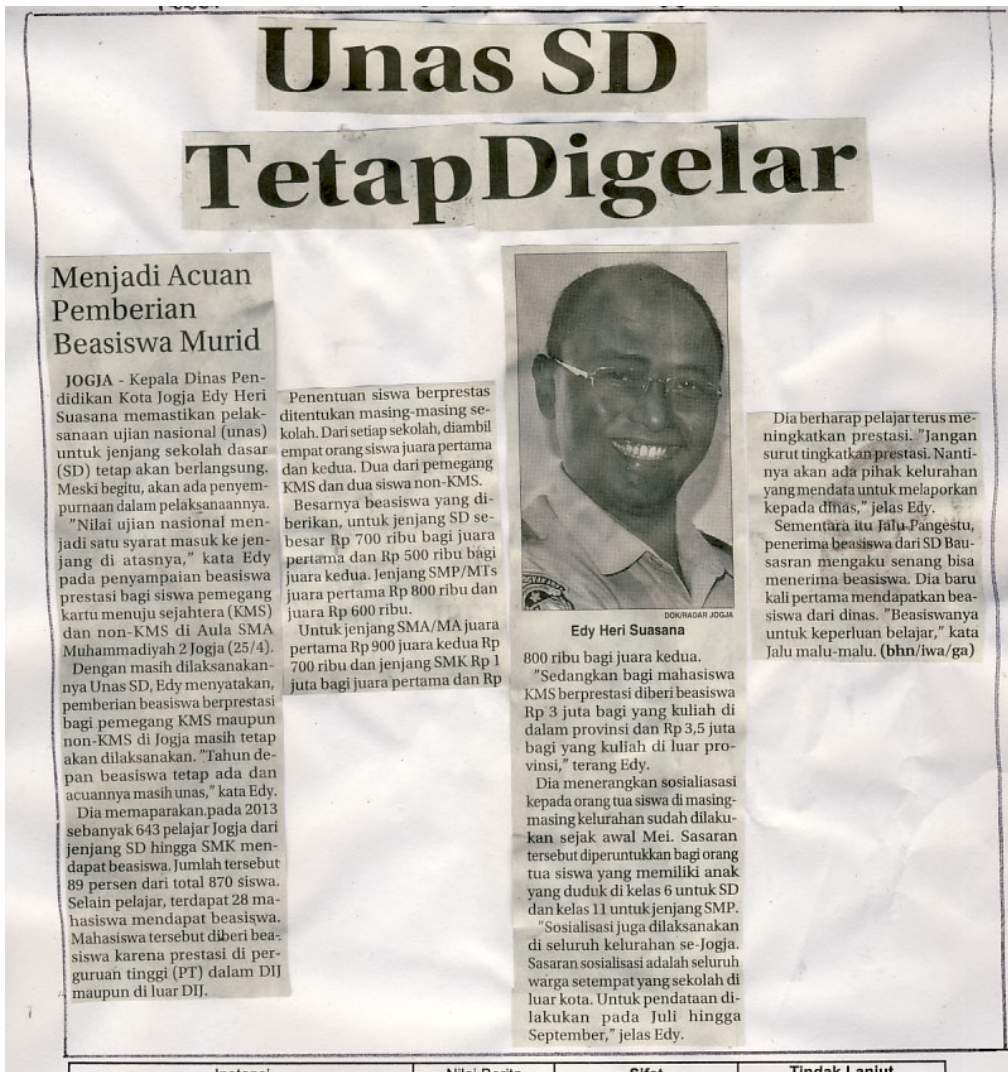 Unas SD
Tetap Digelar
Menjadi Acuan
Pemberian
Beasiswa Murid
JOGJA - Kepala Dinas Pen-
didikan Kota Jogja Edy Heri
Suasana memastikan pelak-
sanaan ujian nasional (unas)
untuk jenjang sekolah dasar
(SD) tetap akan berlangsung.
Meski begitu, akan ada penyem-
purnaan dalam pelaksanaannya.
"Nilai ujian nasional men-
jadi satu syarat masuk ke jen-
jang di atasnya," kata Edy
pada penyampaian beasiswa
prestasi bagi siswa pemegang
kartu menuju sejahtera (KMS)
dan non-KMS di Aula SMA
Muhammadiyah 2 Jogja (25/4).
Dengan masih dilaksanakan-
nya Unas SD, Edy menyatakan,
pemberian beasiswa berprestasi
bagi pemegang KMS maupun
non-KMS di Jogja masih tetap
akan dilaksanakan. "Tahun de-
pan beasiswa tetap ada dan
acuannya masih unas," kata Edy.
Dia memaparakan pada 2013
sebanyak 643 pelajar Jogja dari
jenjang SD hingga SMK men-
dapat beasiswa. Jumlah tersebut
89 persen dari total 870 siswa.
Selain pelajar, terdapat 28 ma-
hasiswa mendapat beasiswa.
Mahasiswa tersebut diberi bea-
siswa karena prestasi di per-
guruan tinggi (PT) dalam DIJ
maupun di luar DIJ.
Penentuan siswa berprestas
ditentukan masing-masing se-
kolah. Dari setiap sekolah, diambil
empat orang siswa juara pertama
dan kedua. Dua dari pemegang
KMS dan dua siswa non-KMS.
Besarnya beasiswa yang di-
berikan, untuk jenjang SD se-
besar Rp 700 ribu bagi juara
pertama dan Rp 500 ribu bagi
juara kedua. Jenjang SMP/MTs
juara pertama Rp 800 ribu dan
juara Rp 600 ribu.
Untuk jenjang SMA/MA juara
pertama Rp 900 juara kedua Rp
700 ribu dan jenjang SMK Rp 1
juta bagi juara pertama dan Rp
DOK/RADAR JOGJA
Edy Heri Suasana
800 ribu bagi juara kedua.
"Sedangkan bagi mahasiswa
KMS berprestasi diberi beasiswa
Rp 3 juta bagi yang kuliah di
dalam provinsi dan Rp 3,5 juta
bagi yang kuliah di luar pro-
vinsi," terang Edy.
Dia menerangkan sosialiasasi
kepada orang tua siswa di masing-
masing kelurahan sudah dilaku-
kan sejak awal Mei. Sasaran
tersebut diperuntukkan bagi orang
tua siswa yang memiliki anak
yang duduk di kelas 6 untuk SD
dan kelas 11 untuk jenjang SMP.
"Sosialisasi juga dilaksanakan
di seluruh kelurahan se-Jogja.
Sasaran sosialisasi adalah seluruh
warga setempat yang sekolah di
luar kota. Untuk pendataan di-
lakukan pada Juli hingga
September," jelas Edy.
Dia berharap pelajar terus me-
ningkatkan prestasi. "Jangan
surut tingkatkan prestasi. Nanti-
nya akan ada pihak kelurahan
yang mendata untuk melaporkan
kepada dinas," jelas Edy.
Sementara itu Jalu Pangestu,
penerima beasiswa dari SD Bau-
sasran mengaku senang bisa
menerima beasiswa. Dia baru
kali pertama mendapatkan bea-
siswa dari dinas. "Beasiswanya
untuk keperluan belajar," kata
Jalu malu-malu. (bhn/iwa/ga)
Instansi Nilai Berita Sifat Tindak Lanjut